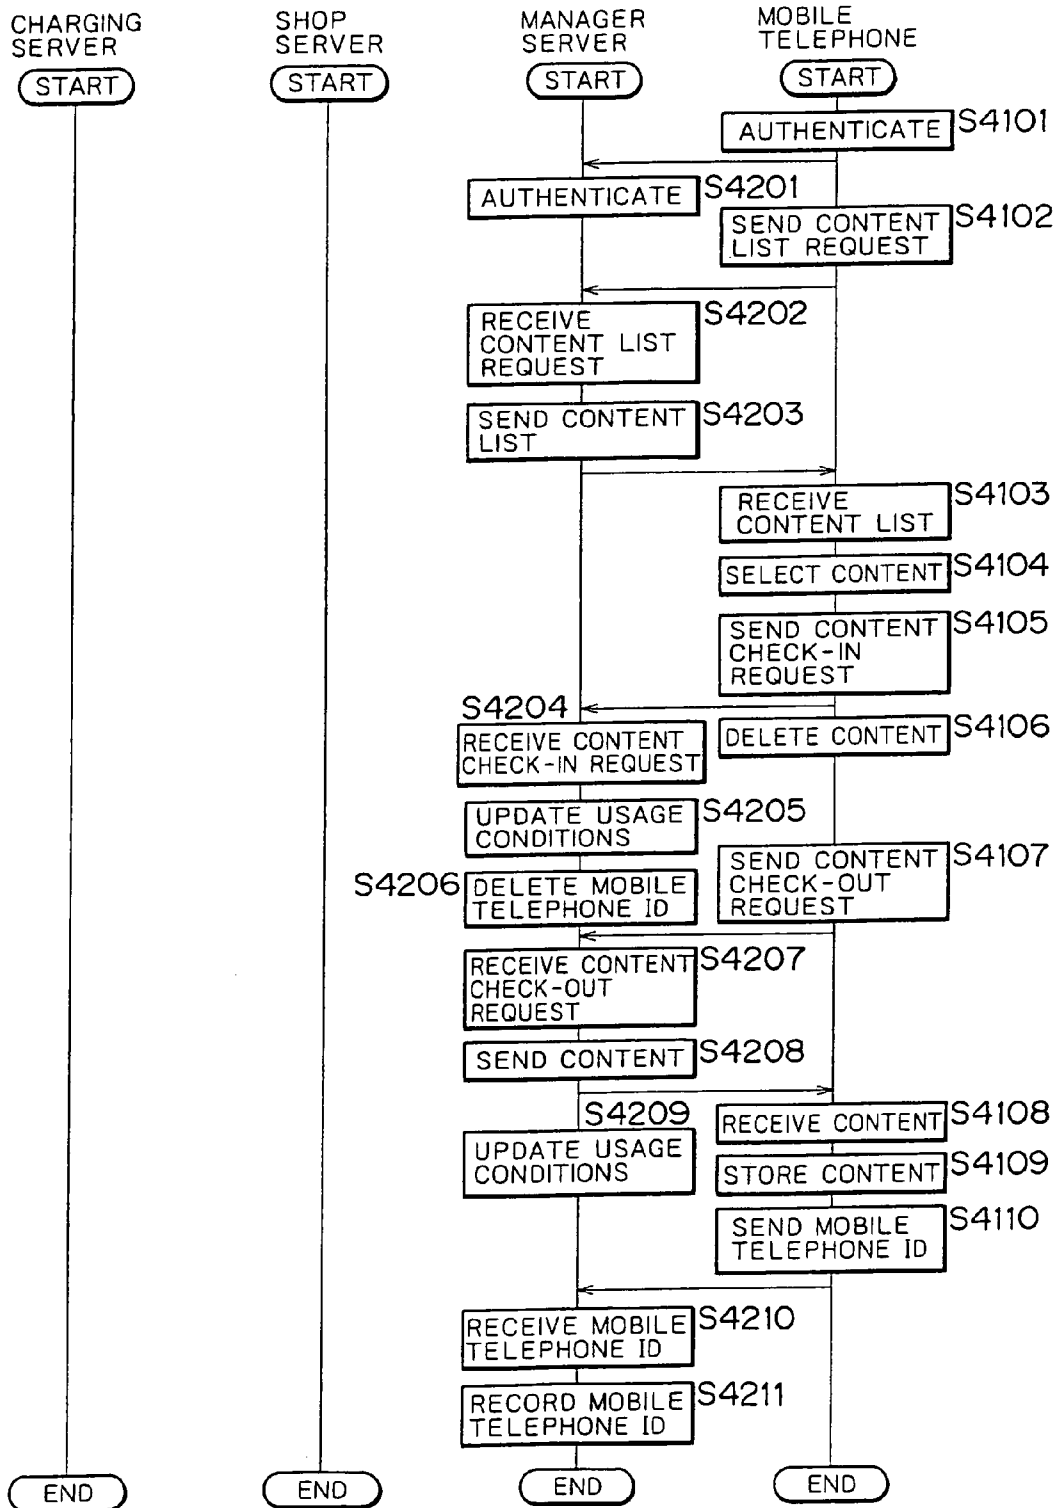 CHARGING
SERVER
SHOP
SERVER
MANAGER
SERVER
MOBILE
TELEPHONE
START
START
START
START
AUTHENTICATE
S4101
AUTHENTICATE
S4201
SEND CONTENT
LIST REQUEST
S4102
RECEIVE
CONTENT LIST
REQUEST
S4202
SEND CONTENT
LIST
S4203
RECEIVE
CONTENT LIST
S4103
SELECT CONTENT
S4104
SEND CONTENT
CHECK-IN
REQUEST
S4105
S4204
RECEIVE CONTENT
CHECK-IN REQUEST
DELETE CONTENT
S4106
UPDATE USAGE
CONDITIONS
S4205
SEND CONTENT
CHECK-OUT
REQUEST
S4107
S4206
DELETE MOBILE
TELEPHONE ID
RECEIVE CONTENT
CHECK-OUT
REQUEST
S4207
SEND CONTENT
S4208
S4209
UPDATE USAGE
CONDITIONS
RECEIVE CONTENT
S4108
STORE CONTENT
S4109
SEND MOBILE
TELEPHONE ID
S4110
RECEIVE MOBILE
TELEPHONE ID
S4210
RECORD MOBILE
TELEPHONE ID
S4211
END
END
END
END